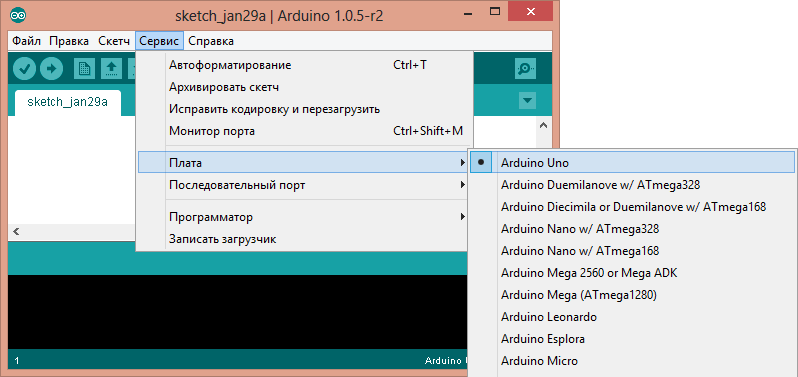 sketch_jan29a | Arduino 1.0.5-r2
Файл Правка Скетч Сервис Справка
sketch_jan29a
Автоформатирование Ctrl+T
Архивировать скетч
Исправить кодировку и перезагрузить
Монитор порта Ctrl+Shift+M
Плата
Последовательный порт
Программатор
Записать загрузчик
Arduino Uno
Arduino Duemilanove w/ ATmega328
Arduino Diecimila or Duemilanove w/ ATmega168
Arduino Nano w/ ATmega328
Arduino Nano w/ ATmega168
Arduino Mega 2560 or Mega ADK
Arduino Mega (ATmega1280)
Arduino Leonardo
Arduino Esplora
Arduino Micro
1 Arduino